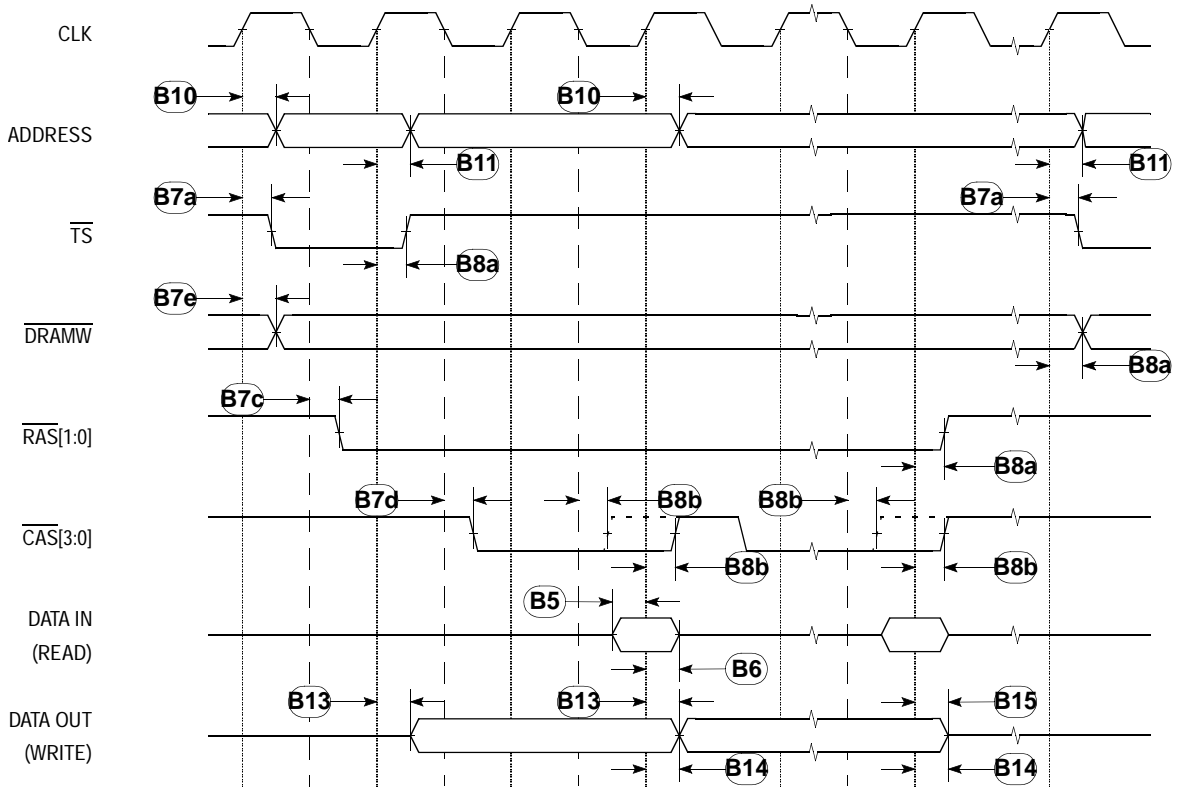 CLK
B10 B10
ADDRESS
B11 B11
B7a B7a
TS
B8a
B7e
DRAMW
B8a
B7c
RAS[1:0]
B8a
B7d B8b B8b
CAS[3:0]
B8b B8b
B5
DATA IN
(READ)
B6
B13 B13 B15
DATA OUT
(WRITE)
B14 B14